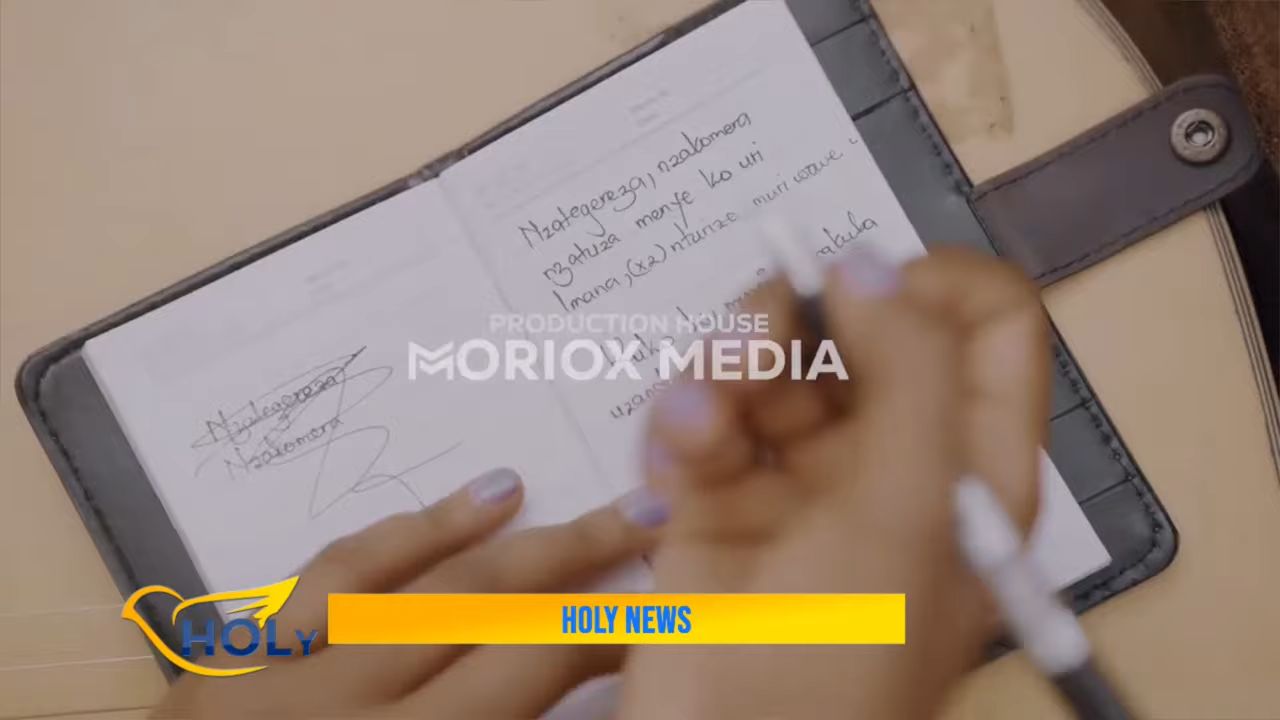 Nzategereza
Nzakomera
Nzategereza, nzakomera
nzatuza menye ko uri
Imana, (x2) nturize muri wowe
PRODUCTION HOUSE
MORIOX MEDIA
HOLY
HOLY NEWS